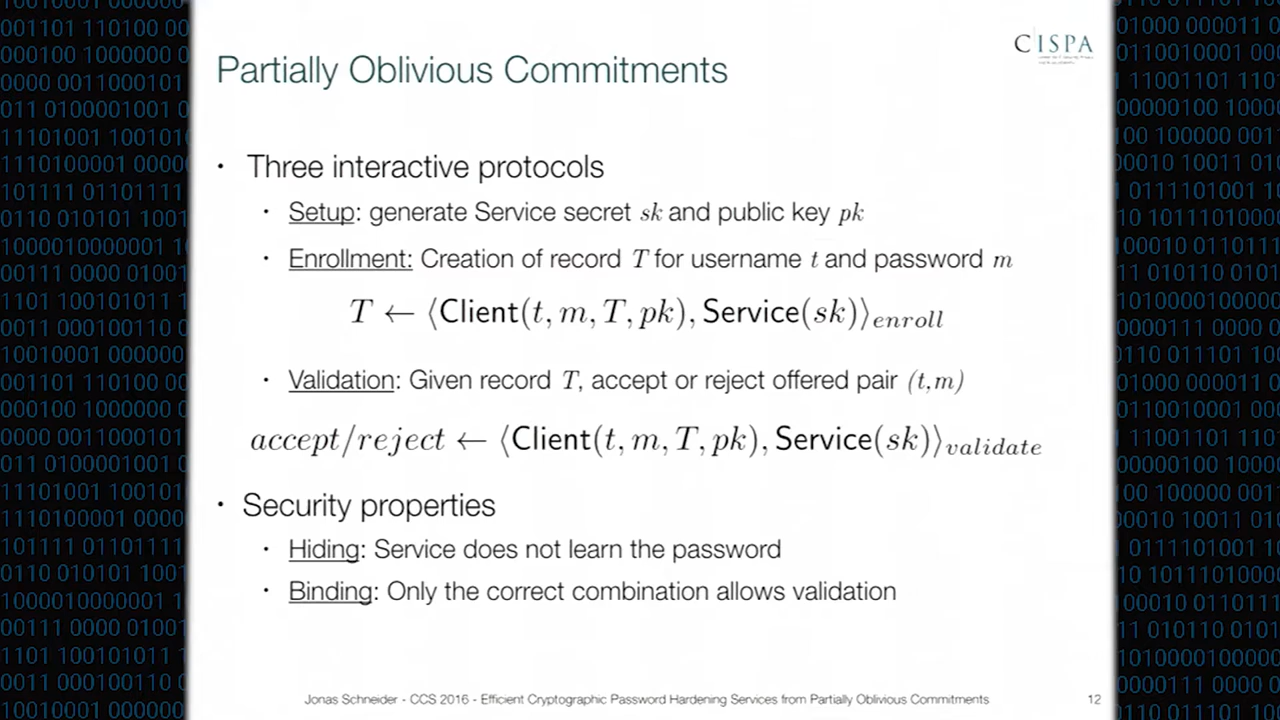 CISPA
Partially Oblivious Commitments
• Three interactive protocols
• Setup: generate Service secret sk and public key pk
• Enrollment: Creation of record T for username t and password m
T ← ⟨Client(t, m, T, pk), Service(sk)⟩enroll
• Validation: Given record T, accept or reject offered pair (t,m)
accept/reject ← ⟨Client(t, m, T, pk), Service(sk)⟩validate
• Security properties
• Hiding: Service does not learn the password
• Binding: Only the correct combination allows validation
Jonas Schneider - CCS 2016 - Efficient Cryptographic Password Hardening Services from Partially Oblivious Commitments 12